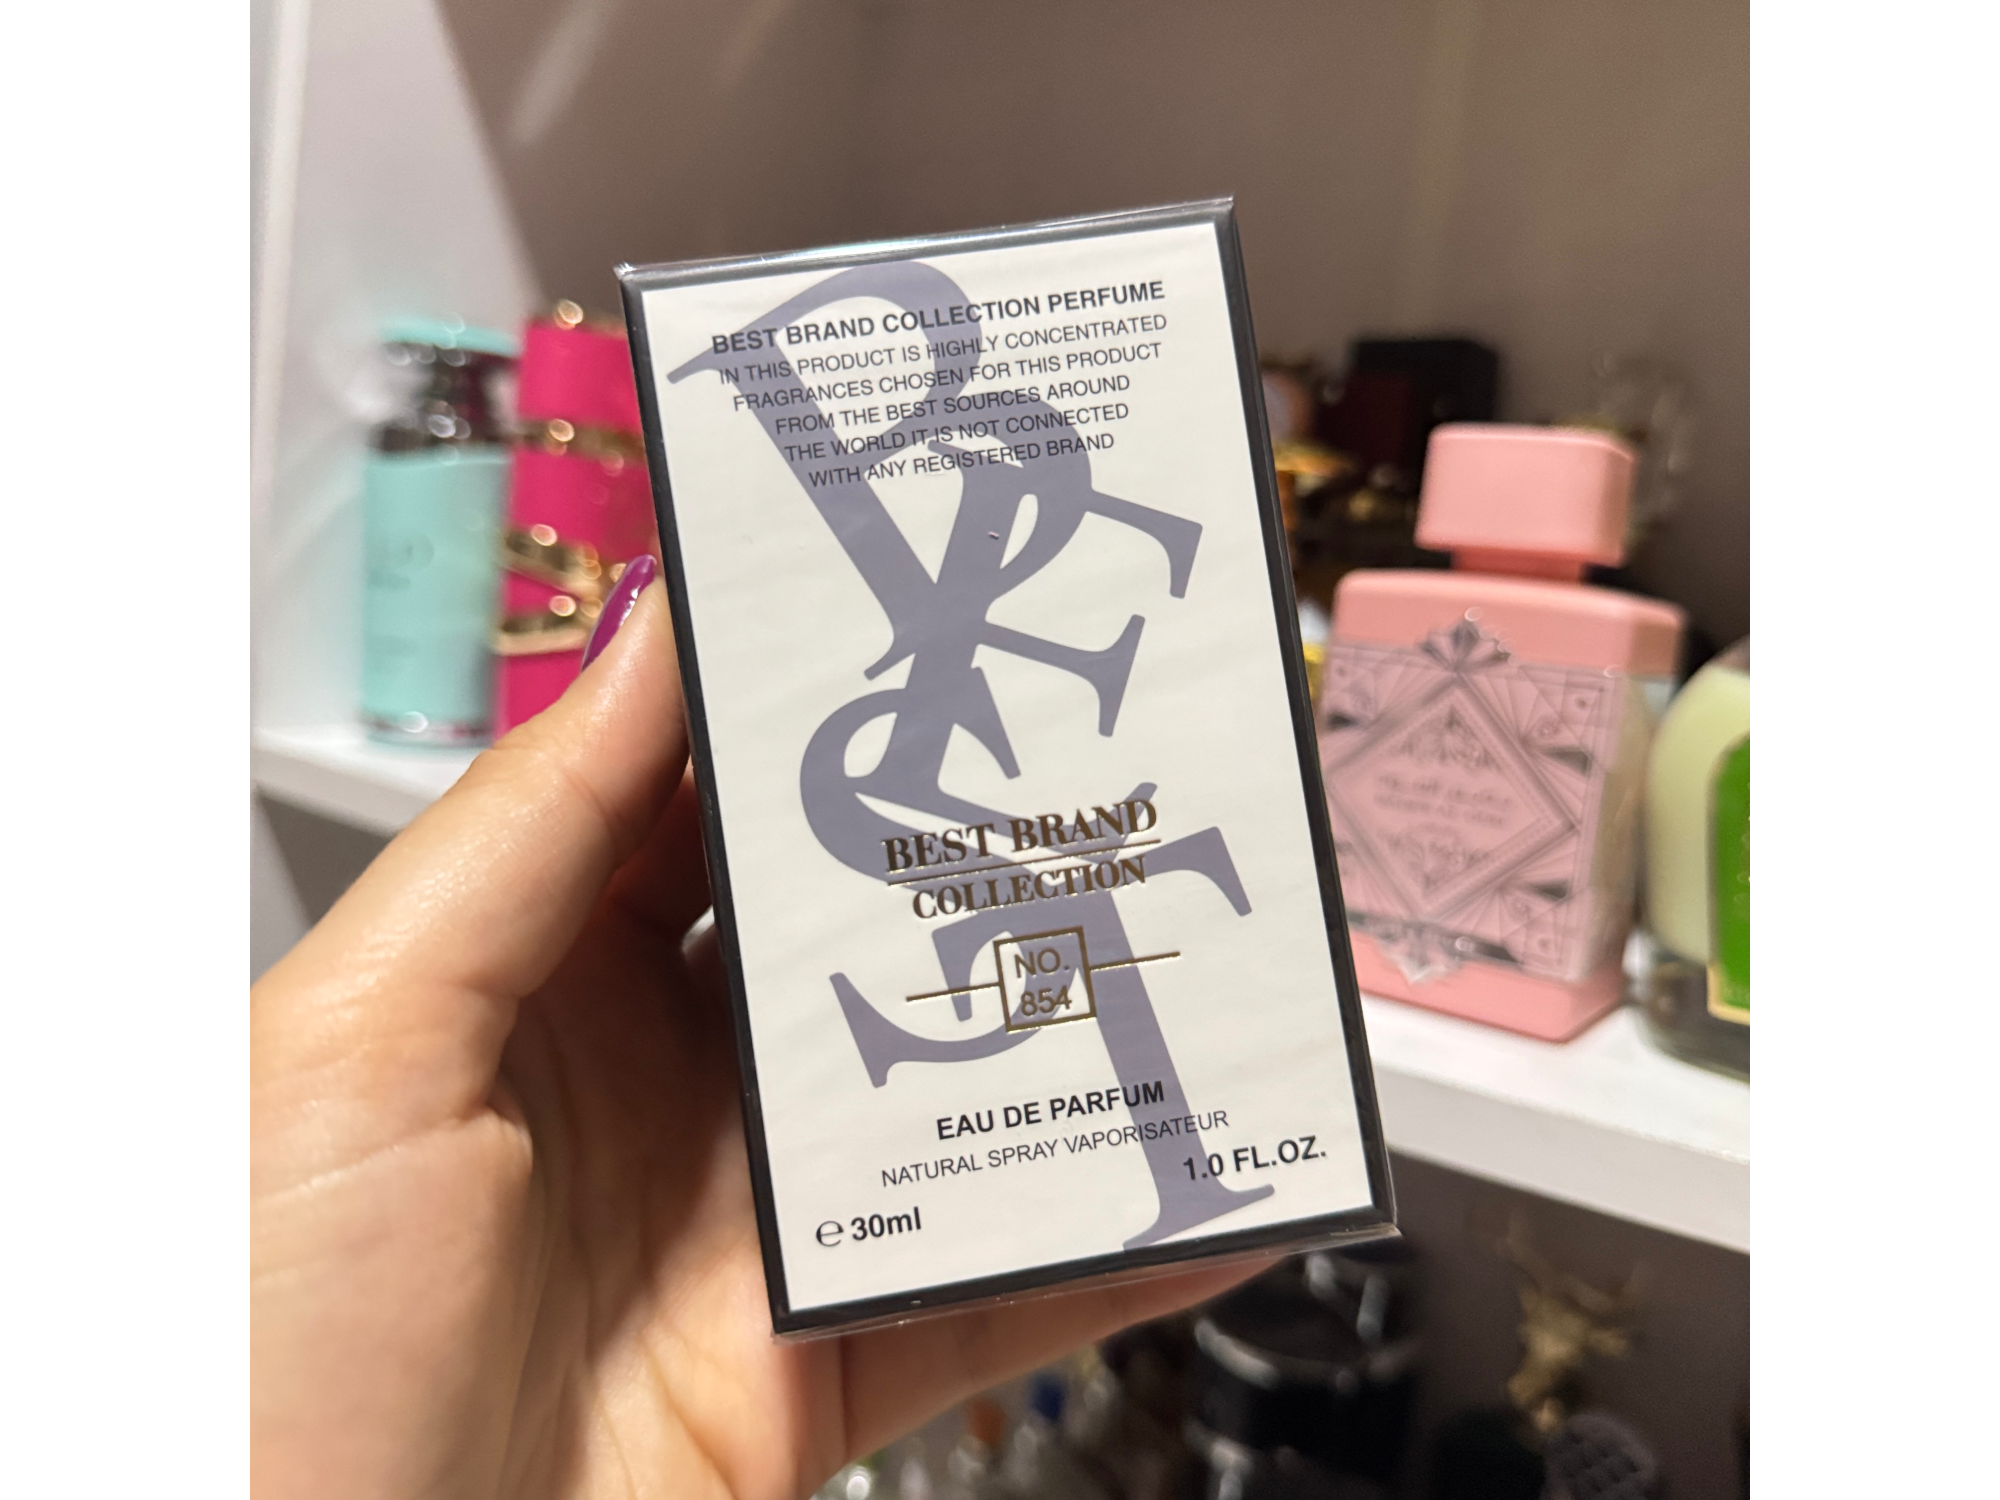 BEST BRAND COLLECTION PERFUME
IN THIS PRODUCT IS HIGHLY CONCENTRATED
FRAGRANCES CHOSEN FOR THIS PRODUCT
FROM THE BEST SOURCES AROUND
THE WORLD IT IS NOT CONNECTED
WITH ANY REGISTERED BRAND
BEST
BEST BRAND
COLLECTION
NO.
854
EAU DE PARFUM
NATURAL SPRAY VAPORISATEUR
1.0 FL.OZ.
℮ 30ml